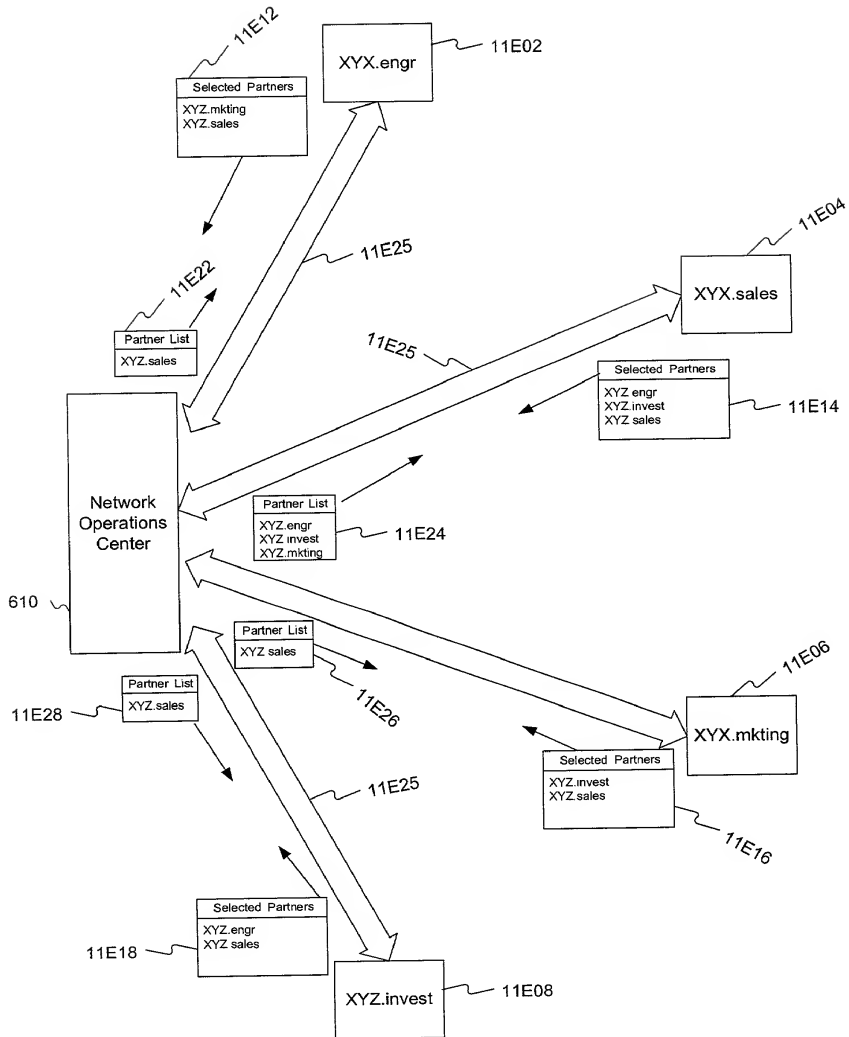 11E12
XYX.engr
11E02
Selected Partners
XYZ.mkting
XYZ.sales
11E22
11E25
11E04
XYX.sales
Partner List
XYZ.sales
11E25
Selected Partners
XYZ engr
XYZ.invest
XYZ sales
11E14
Network
Operations
Center
Partner List
XYZ.engr
XYZ invest
XYZ.mkting
11E24
610
Partner List
XYZ sales
11E26
11E06
XYX.mkting
Partner List
XYZ.sales
11E28
11E25
Selected Partners
XYZ.invest
XYZ.sales
11E16
Selected Partners
XYZ.engr
XYZ sales
11E18
XYZ.invest
11E08